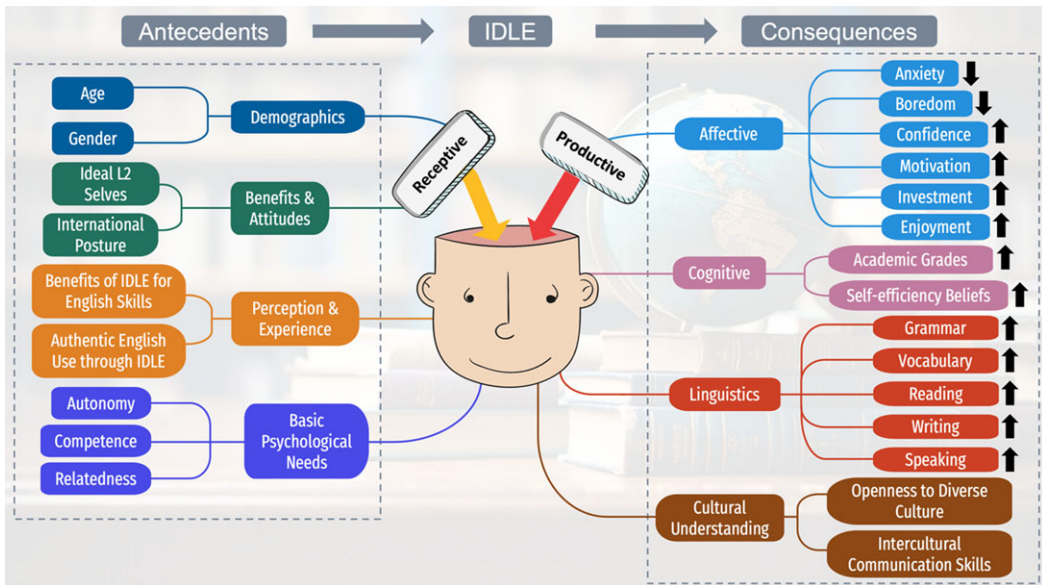 Antecedents
IDLE
Consequences
Age
Gender
Demographics
Ideal L2
Selves
International
Posture
Benefits &
Attitudes
Benefits of IDLE for
English Skills
Authentic English
Use through IDLE
Perception &
Experience
Autonomy
Competence
Relatedness
Basic
Psychological
Needs
Receptive
Productive
Affective
Anxiety
Boredom
Confidence
Motivation
Investment
Enjoyment
Cognitive
Academic Grades
Self-efficiency Beliefs
Linguistics
Grammar
Vocabulary
Reading
Writing
Speaking
Cultural
Understanding
Openness to Diverse
Culture
Intercultural
Communication Skills